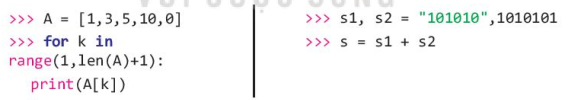 >>> A = [1,3,5,10,0]
>>> for k in
range(1,len(A)+1):
print(A[k])
>>> s1, s2 = "101010",1010101
>>> s = s1 + s2